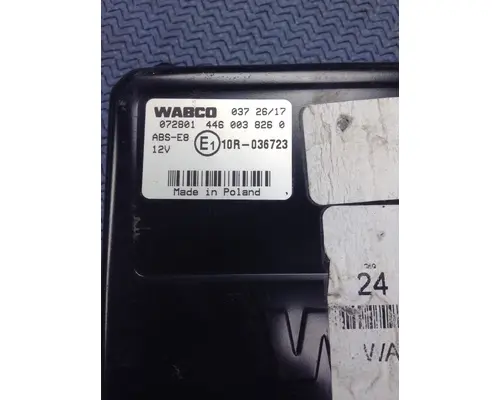 WABCO 037 26/17
072801 446 003 826 0
ABS-E8
12V E1 10R-036723
Made in Poland
24
V/A